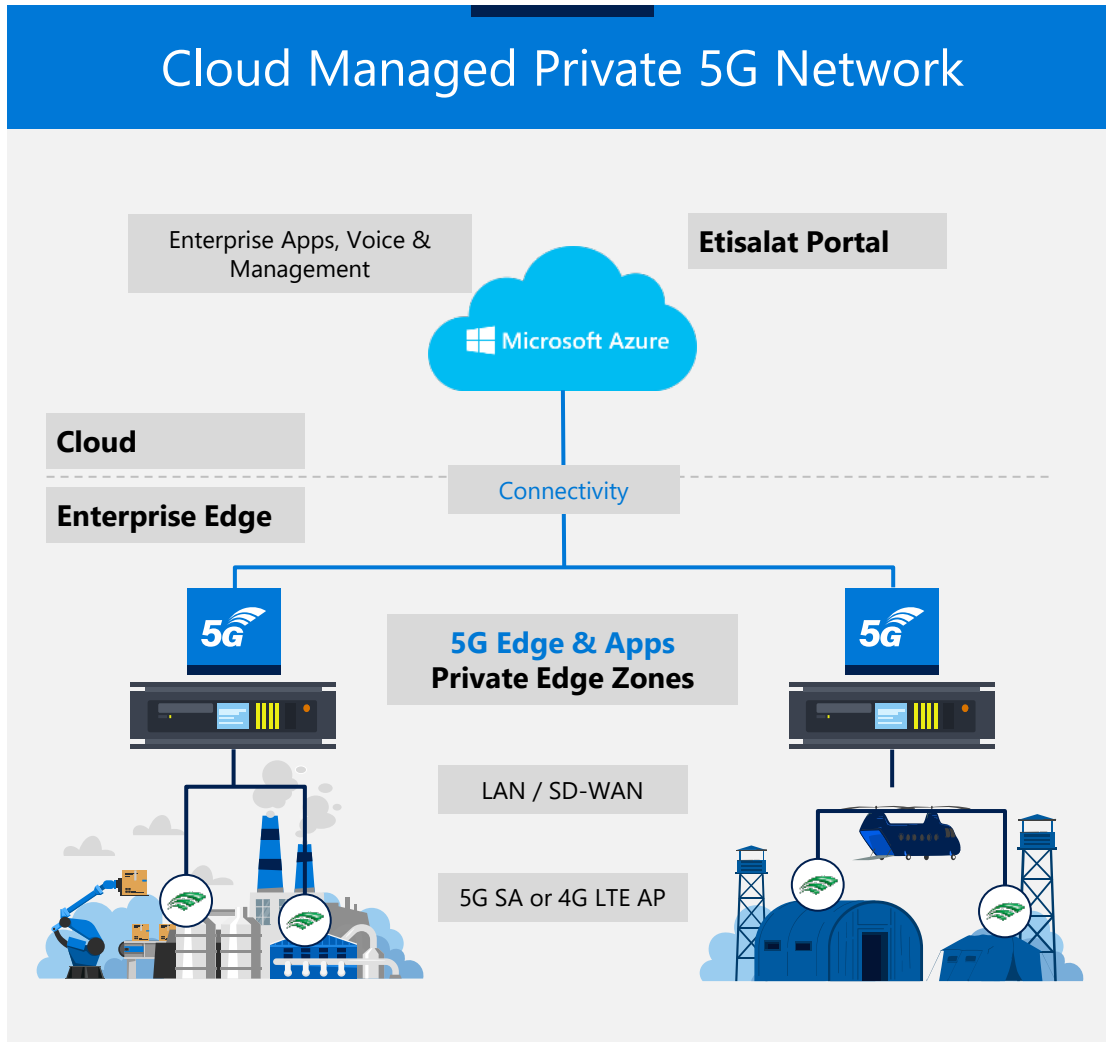 Cloud Managed Private 5G Network
Enterprise Apps, Voice &
Management
Etisalat Portal
Microsoft Azure
Cloud
Connectivity
Enterprise Edge
5G
5G
5G Edge & Apps
Private Edge Zones
LAN / SD-WAN
5G SA or 4G LTE AP